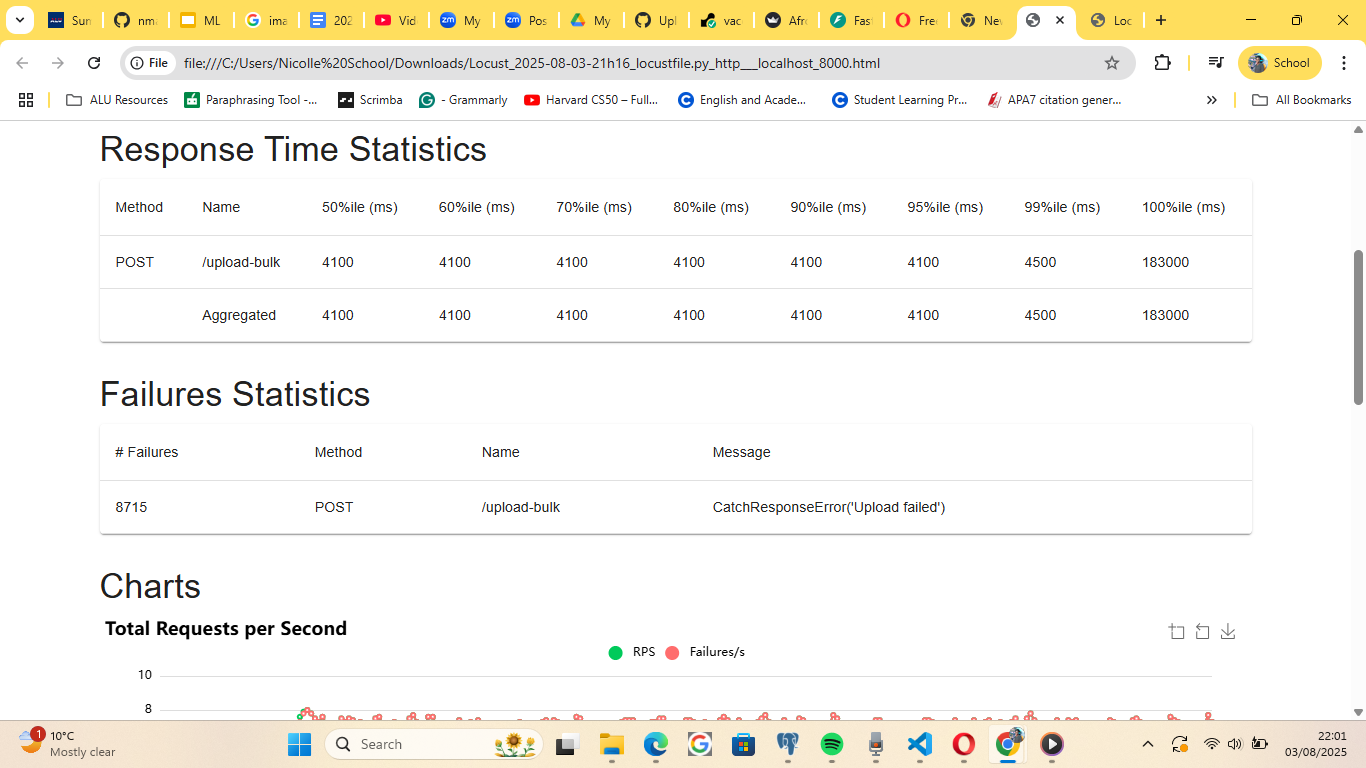 Sun
nm
ML
ima
202
Vid
My
Pos
My
Upl
vac
Afro
Fas
Free
Nev
Loc
File
file:///C:/Users/Nicolle%20School/Downloads/Locust_2025-08-03-21h16_locustfile.py_http___localhost_8000.html
School
ALU Resources
Paraphrasing Tool -...
Scrimba
- Grammarly
Harvard CS50 – Full...
English and Acade...
Student Learning Pr...
APA7 citation gener...
All Bookmarks
Response Time Statistics
Method Name 50%ile (ms) 60%ile (ms) 70%ile (ms) 80%ile (ms) 90%ile (ms) 95%ile (ms) 99%ile (ms) 100%ile (ms)
POST /upload-bulk 4100 4100 4100 4100 4100 4100 4500 183000
Aggregated 4100 4100 4100 4100 4100 4100 4500 183000
Failures Statistics
# Failures Method Name Message
8715 POST /upload-bulk CatchResponseError('Upload failed')
Charts
Total Requests per Second
RPS Failures/s
10
8
1
10°C
Mostly clear
Search
22:01
03/08/2025